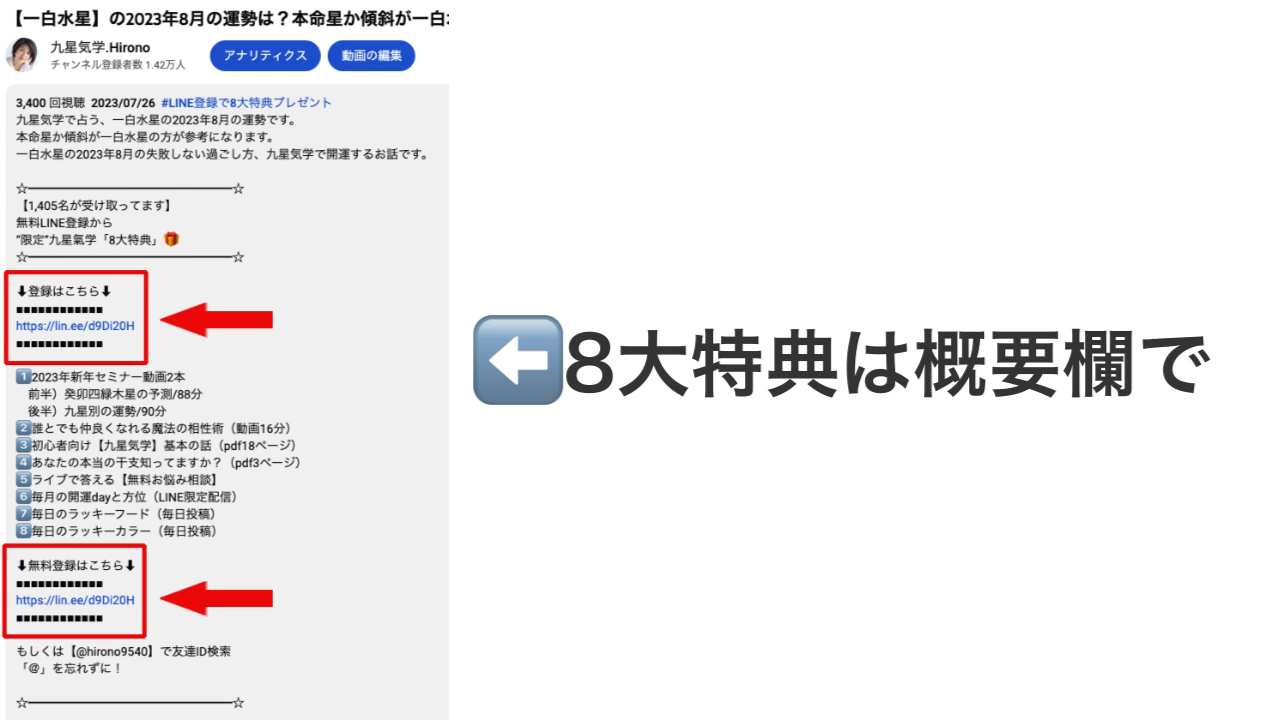 【一白水星】の2023年8月の運勢は？本命星か傾斜が一白
九星気学.Hirono
チャンネル登録者数 1.42万人
アナリティクス
動画の編集
3,400 回視聴 2023/07/26 #LINE登録で8大特典プレゼント
九星気学で占う、一白水星の2023年8月の運勢です。
本命星か傾斜が一白水星の方が参考になります。
一白水星の2023年8月の失敗しない過ごし方、九星気学で開運するお話です。
☆━━━━━━━━━━━━━━━━━☆
【1,405名が受け取ってます】
無料LINE登録から
“限定”九星氣学「8大特典」🎁
☆━━━━━━━━━━━━━━━━━☆
⬇登録はこちら⬇
■■■■■■■■■■■■
https://lin.ee/d9Di20H
■■■■■■■■■■■■
1️⃣2023年新年セミナー動画2本
前半）癸卯四緑木星の予測/88分
後半）九星別の運勢/90分
2️⃣誰とでも仲良くなれる魔法の相性術（動画16分）
3️⃣初心者向け【九星気学】基本の話（pdf18ページ）
4️⃣あなたの本当の干支知ってますか？（pdf3ページ）
5️⃣ライブで答える【無料お悩み相談】
6️⃣毎月の開運dayと方位（LINE限定配信）
7️⃣毎日のラッキーフード（毎日投稿）
8️⃣毎日のラッキーカラー（毎日投稿）
⬇無料登録はこちら⬇
■■■■■■■■■■■■
https://lin.ee/d9Di20H
■■■■■■■■■■■■
もしくは【@hirono9540】で友達ID検索
「@」を忘れずに！
☆━━━━━━━━━━━━━━━━━☆
⬅️8大特典は概要欄で